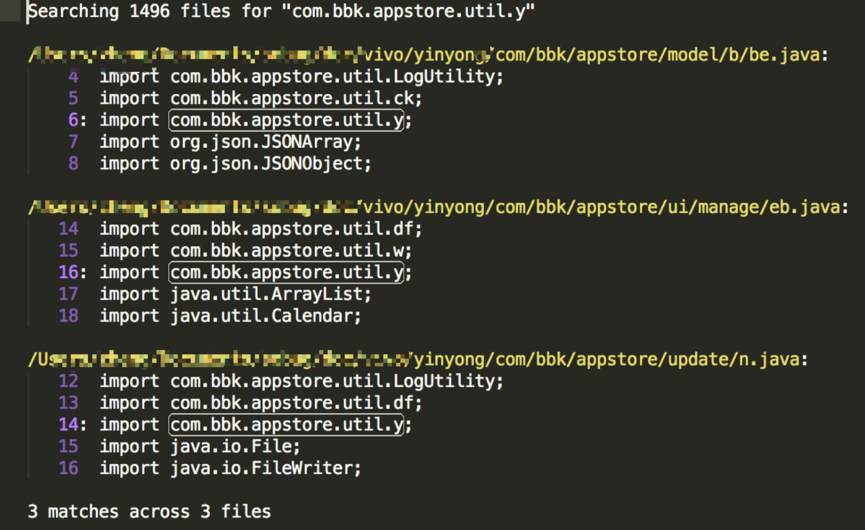 Searching 1496 files for "com.bbk.appstore.util.y"
vivo/yinyong/com/bbk/appstore/model/b/be.java:
4 import com.bbk.appstore.util.LogUtility;
5 import com.bbk.appstore.util.ck;
6: import com.bbk.appstore.util.y;
7 import org.json.JSONArray;
8 import org.json.JSONObject;
vivo/yinyong/com/bbk/appstore/ui/manage/eb.java:
14 import com.bbk.appstore.util.df;
15 import com.bbk.appstore.util.w;
16: import com.bbk.appstore.util.y;
17 import java.util.ArrayList;
18 import java.util.Calendar;
yinyong/com/bbk/appstore/update/n.java:
12 import com.bbk.appstore.util.LogUtility;
13 import com.bbk.appstore.util.df;
14: import com.bbk.appstore.util.y;
15 import java.io.File;
16 import java.io.FileWriter;
3 matches across 3 files